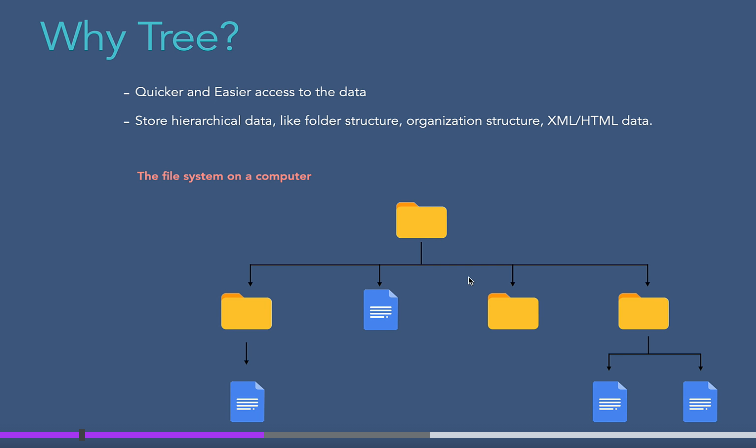 Why Tree?
- Quicker and Easier access to the data
- Store hierarchical data, like folder structure, organization structure, XML/HTML data.
The file system on a computer